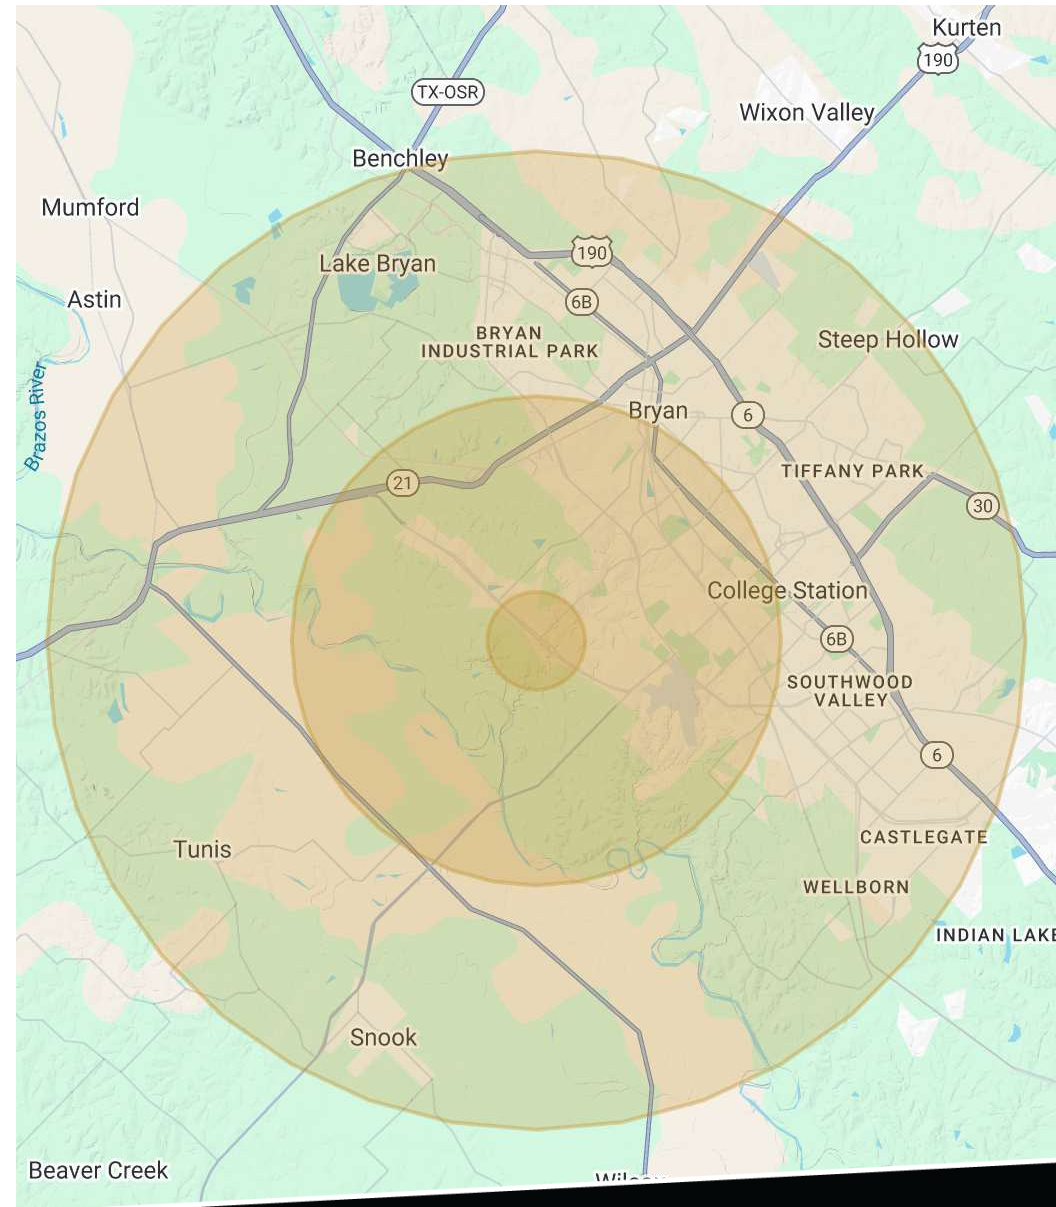 Kurten
190
TX-OSR
Wixon Valley
Benchley
Mumford
190
Lake Bryan
Astin
6B
BRYAN
INDUSTRIAL PARK
Steep Hollow
Brazos River
Bryan
6
TIFFANY PARK
21
30
College Station
6B
SOUTHWOOD
VALLEY
6
CASTLEGATE
Tunis
WELLBORN
INDIAN LAKE
Snook
Beaver Creek